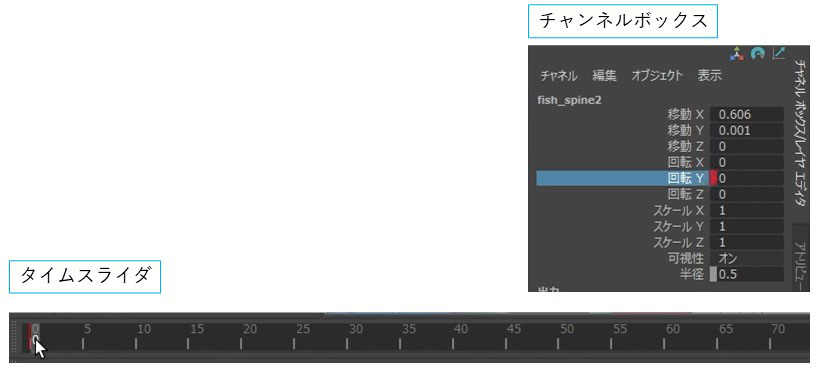 チャンネルボックス
チャネル 編集 オブジェクト 表示
fish_spine2
移動 X 0.606
移動 Y 0.001
移動 Z 0
回転 X 0
回転 Y 0
回転 Z 0
スケール X 1
スケール Y 1
スケール Z 1
可視性 オン
半径 0.5
チャネル ボックス/レイヤ エディタ
アトリビュー
タイムスライダ
0 5 10 15 20 25 30 35 40 45 50 55 60 65 70
0